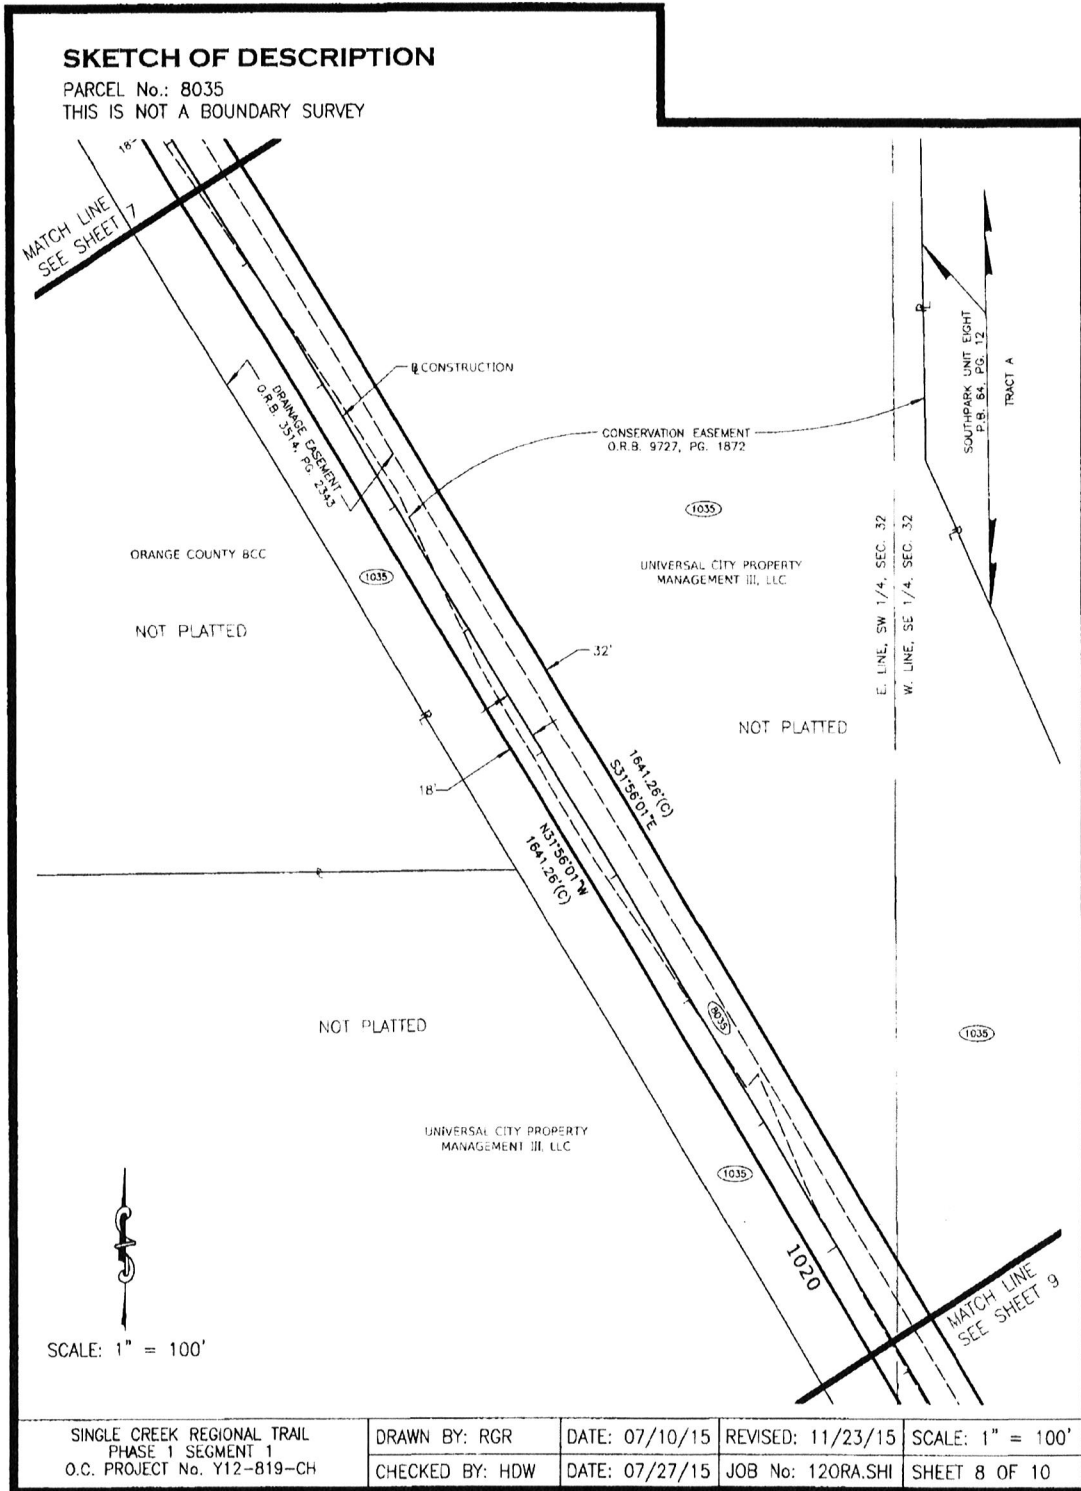 SKETCH OF DESCRIPTION
PARCEL No.: 8035
THIS IS NOT A BOUNDARY SURVEY
18'
MATCH LINE
SEE SHEET 7
℄ CONSTRUCTION
DRAINAGE EASEMENT
O.R.B. 3514, PG. 2343
CONSERVATION EASEMENT
O.R.B. 9727, PG. 1872
SOUTHPARK UNIT EIGHT
P.B. 64, PG. 12
TRACT A
1035
ORANGE COUNTY BCC
1035
UNIVERSAL CITY PROPERTY
MANAGEMENT III, LLC
NOT PLATTED
E. LINE, SW 1/4, SEC. 32
W. LINE, SE 1/4, SEC. 32
32'
NOT PLATTED
18'
1641.26'(C)
S31°56'01"E
N31°56'01"W
1641.26'(C)
8035
NOT PLATTED
1035
UNIVERSAL CITY PROPERTY
MANAGEMENT III, LLC
1035
1020
MATCH LINE
SEE SHEET 9
SCALE: 1" = 100'
SINGLE CREEK REGIONAL TRAIL
PHASE 1 SEGMENT 1
O.C. PROJECT No. Y12-819-CH
DRAWN BY: RGR
DATE: 07/10/15
REVISED: 11/23/15
SCALE: 1" = 100'
CHECKED BY: HDW
DATE: 07/27/15
JOB No: 120RA.SHI
SHEET 8 OF 10